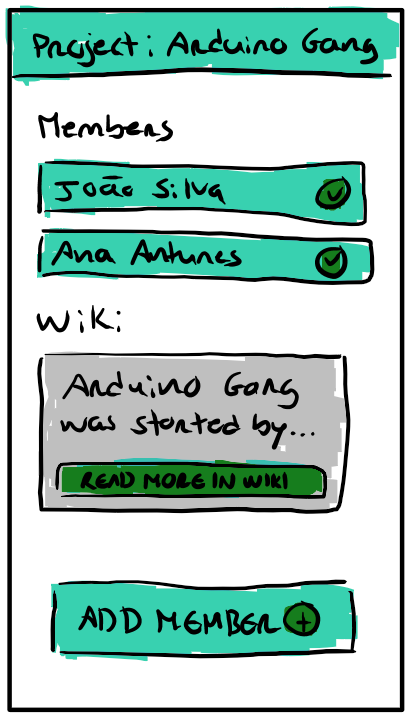 Project: Arduino Gang
Members
João Silva
Ana Antunes
Wiki
Arduino Gang
was started by...
READ MORE IN WIKI
ADD MEMBER +